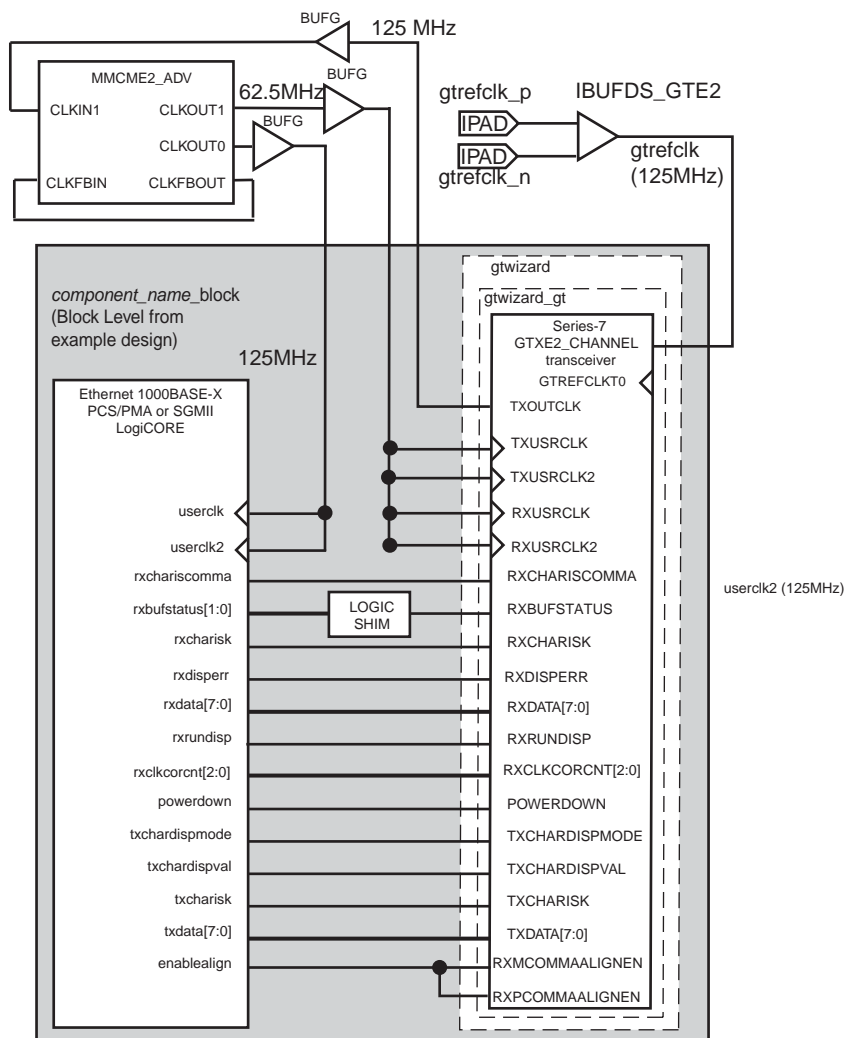 BUFG
125 MHz
MMCME2_ADV
CLKIN1
CLKOUT1
CLKOUT0
CLKFBIN
CLKFBOUT
62.5MHz
BUFG
BUFG
gtrefclk_p
IPAD
IPAD
gtrefclk_n
IBUFDS_GTE2
gtrefclk
(125MHz)
component_name_block
(Block Level from
example design)
125MHz
gtwizard
gtwizard_gt
Series-7
GTXE2_CHANNEL
transceiver
GTREFCLKT0
TXOUTCLK
TXUSRCLK
TXUSRCLK2
RXUSRCLK
RXUSRCLK2
RXCHARISCOMMA
RXBUFSTATUS
RXCHARISK
RXDISPERR
RXDATA[7:0]
RXRUNDISP
RXCLKCORCNT[2:0]
POWERDOWN
TXCHARDISPMODE
TXCHARDISPVAL
TXCHARISK
TXDATA[7:0]
RXMCOMMAALIGNEN
RXPCOMMAALIGNEN
Ethernet 1000BASE-X
PCS/PMA or SGMII
LogiCORE
userclk
userclk2
rxchariscomma
rxbufstatus[1:0]
rxcharisk
rxdisperr
rxdata[7:0]
rxrundisp
rxclkcorcnt[2:0]
powerdown
txchardispmode
txchardispval
txcharisk
txdata[7:0]
enablealign
LOGIC
SHIM
userclk2 (125MHz)